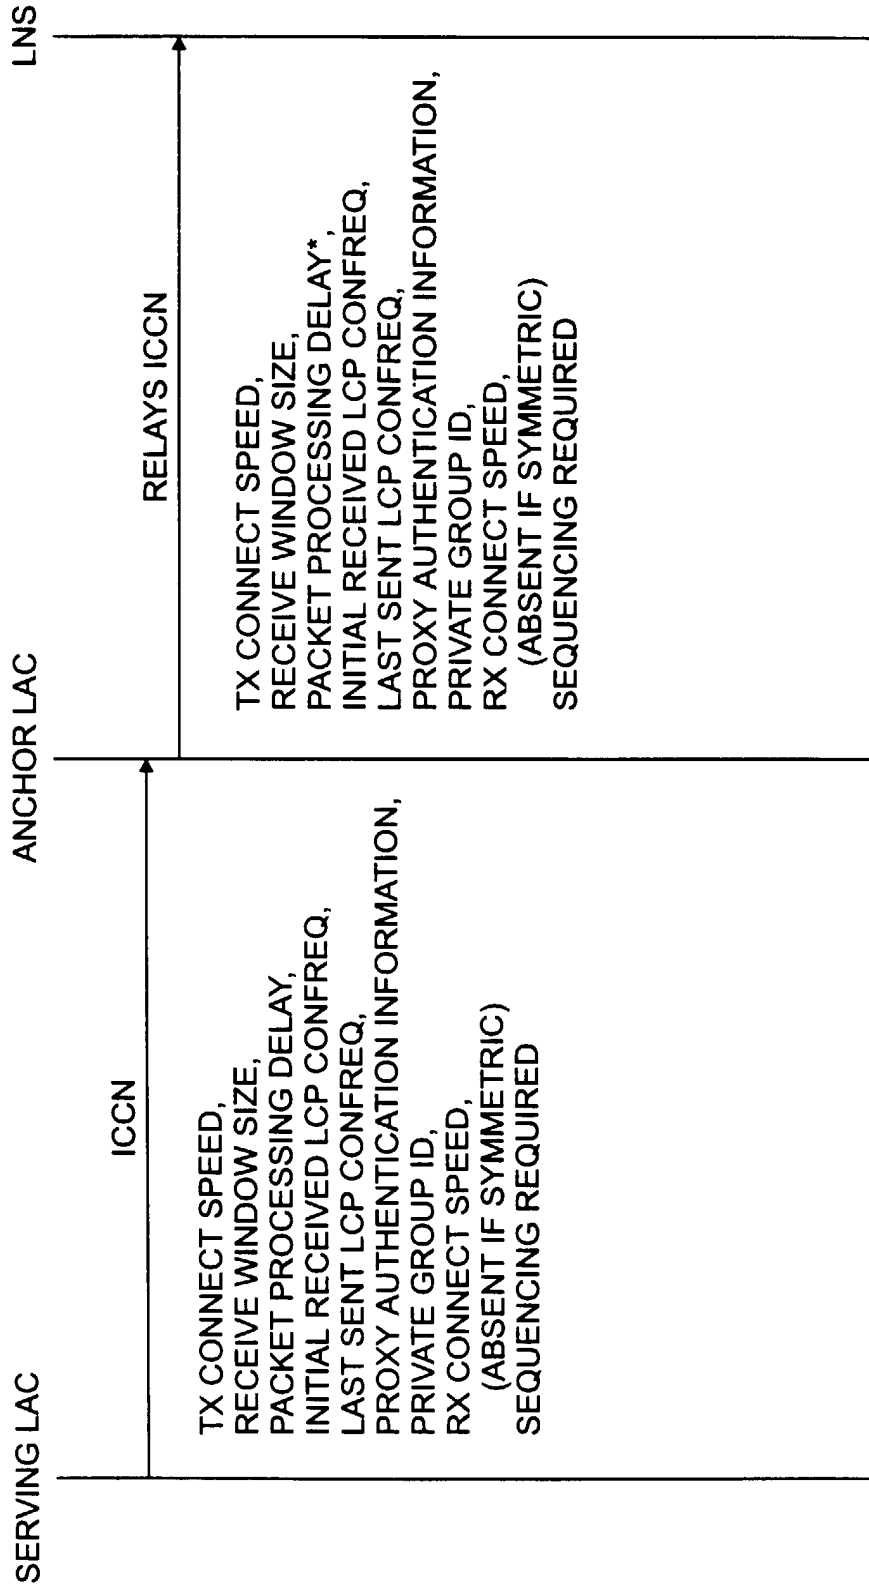 SERVING LAC
ANCHOR LAC
LNS
ICCN
TX CONNECT SPEED,
RECEIVE WINDOW SIZE,
PACKET PROCESSING DELAY,
INITIAL RECEIVED LCP CONFREQ,
LAST SENT LCP CONFREQ,
PROXY AUTHENTICATION INFORMATION,
PRIVATE GROUP ID,
RX CONNECT SPEED,
(ABSENT IF SYMMETRIC)
SEQUENCING REQUIRED
RELAYS ICCN
TX CONNECT SPEED,
RECEIVE WINDOW SIZE,
PACKET PROCESSING DELAY*,
INITIAL RECEIVED LCP CONFREQ,
LAST SENT LCP CONFREQ,
PROXY AUTHENTICATION INFORMATION,
PRIVATE GROUP ID,
RX CONNECT SPEED,
(ABSENT IF SYMMETRIC)
SEQUENCING REQUIRED